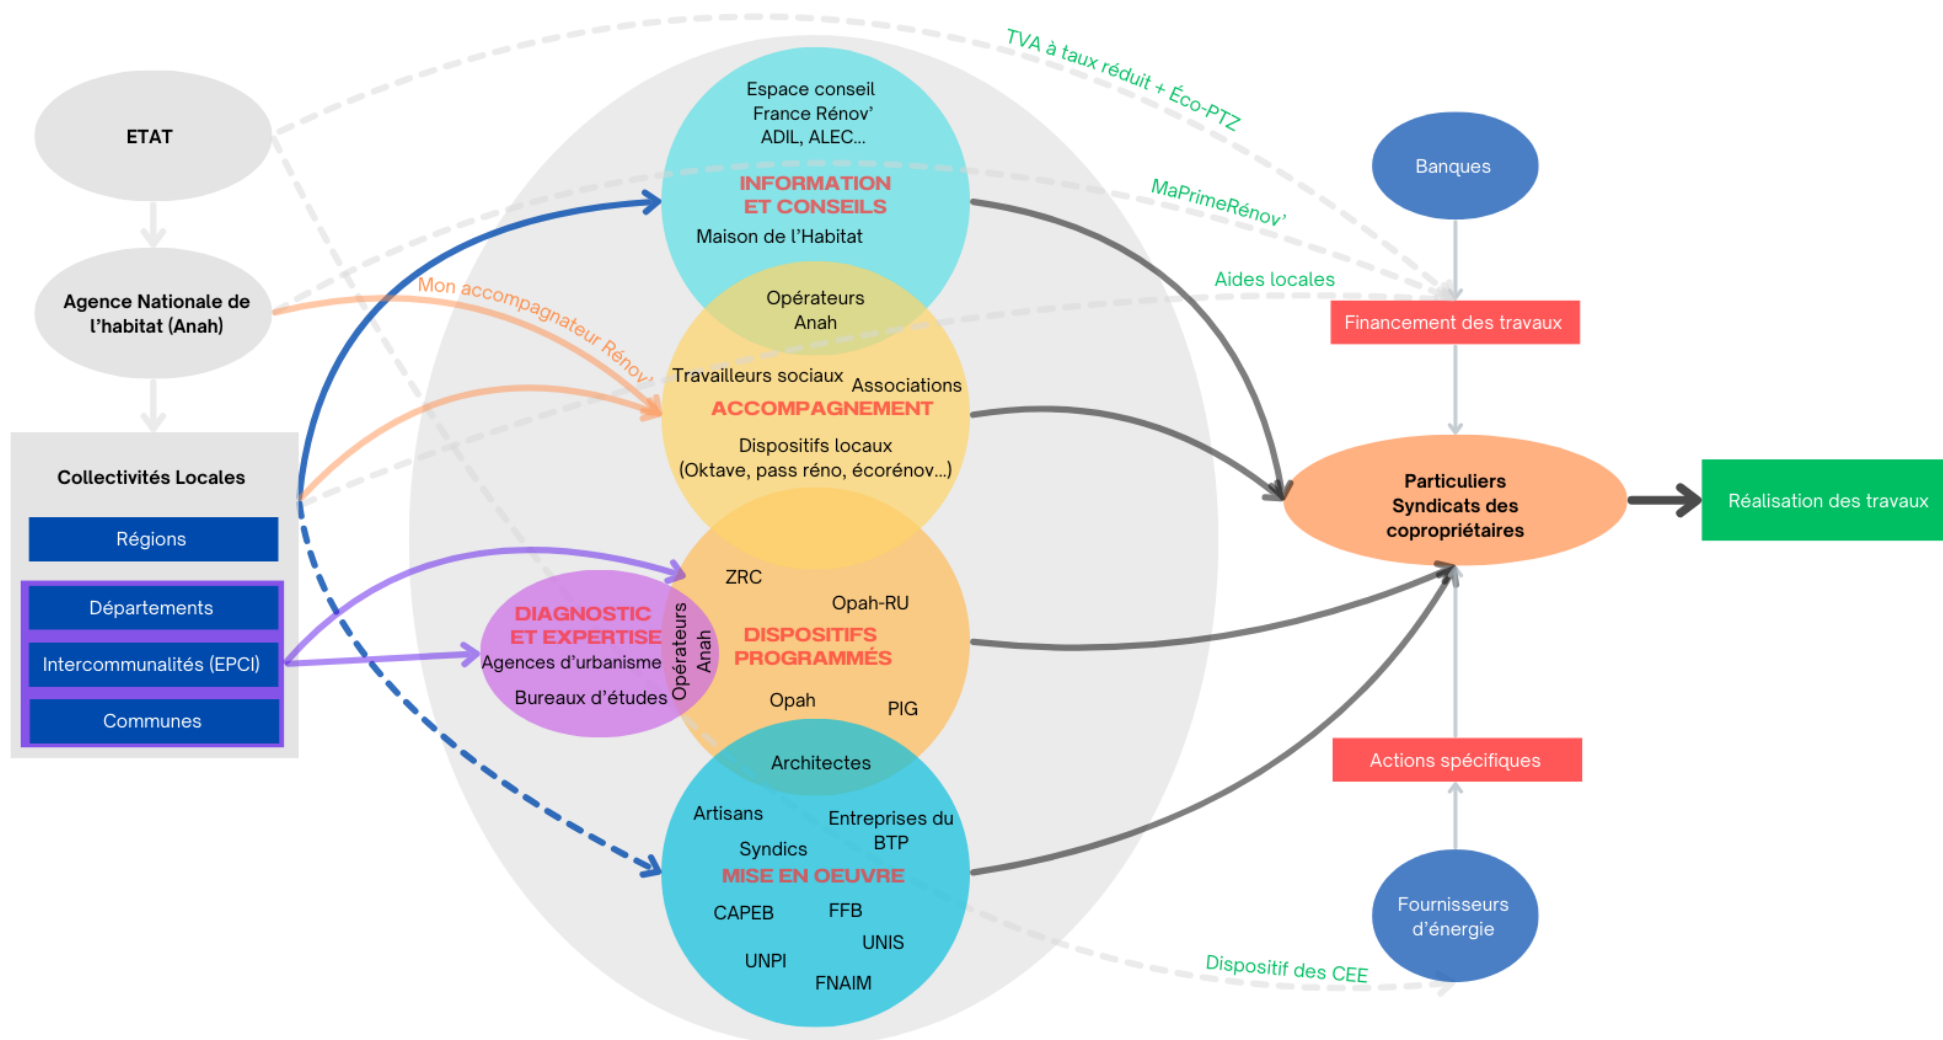 ETAT
Agence Nationale de
l’habitat (Anah)
Collectivités Locales
Régions
Départements
Intercommunalités (EPCI)
Communes
Mon accompagnateur Rénov’
Espace conseil
France Rénov’
ADIL, ALEC...
INFORMATION
ET CONSEILS
Maison de l’Habitat
Opérateurs
Anah
Travailleurs sociaux
Associations
ACCOMPAGNEMENT
Dispositifs locaux
(Oktave, pass réno, écorénov...)
DIAGNOSTIC
ET EXPERTISE
Agences d’urbanisme
Bureaux d’études
Opérateurs
Anah
ZRC
Opah-RU
DISPOSITIFS
PROGRAMMÉS
Opah
PIG
Architectes
Artisans
Entreprises du
BTP
Syndics
MISE EN OEUVRE
CAPEB
FFB
UNIS
UNPI
FNAIM
TVA à taux réduit + Éco-PTZ
MaPrimeRénov’
Aides locales
Banques
Financement des travaux
Particuliers
Syndicats des
copropriétaires
Réalisation des travaux
Actions spécifiques
Fournisseurs
d’énergie
Dispositif des CEE